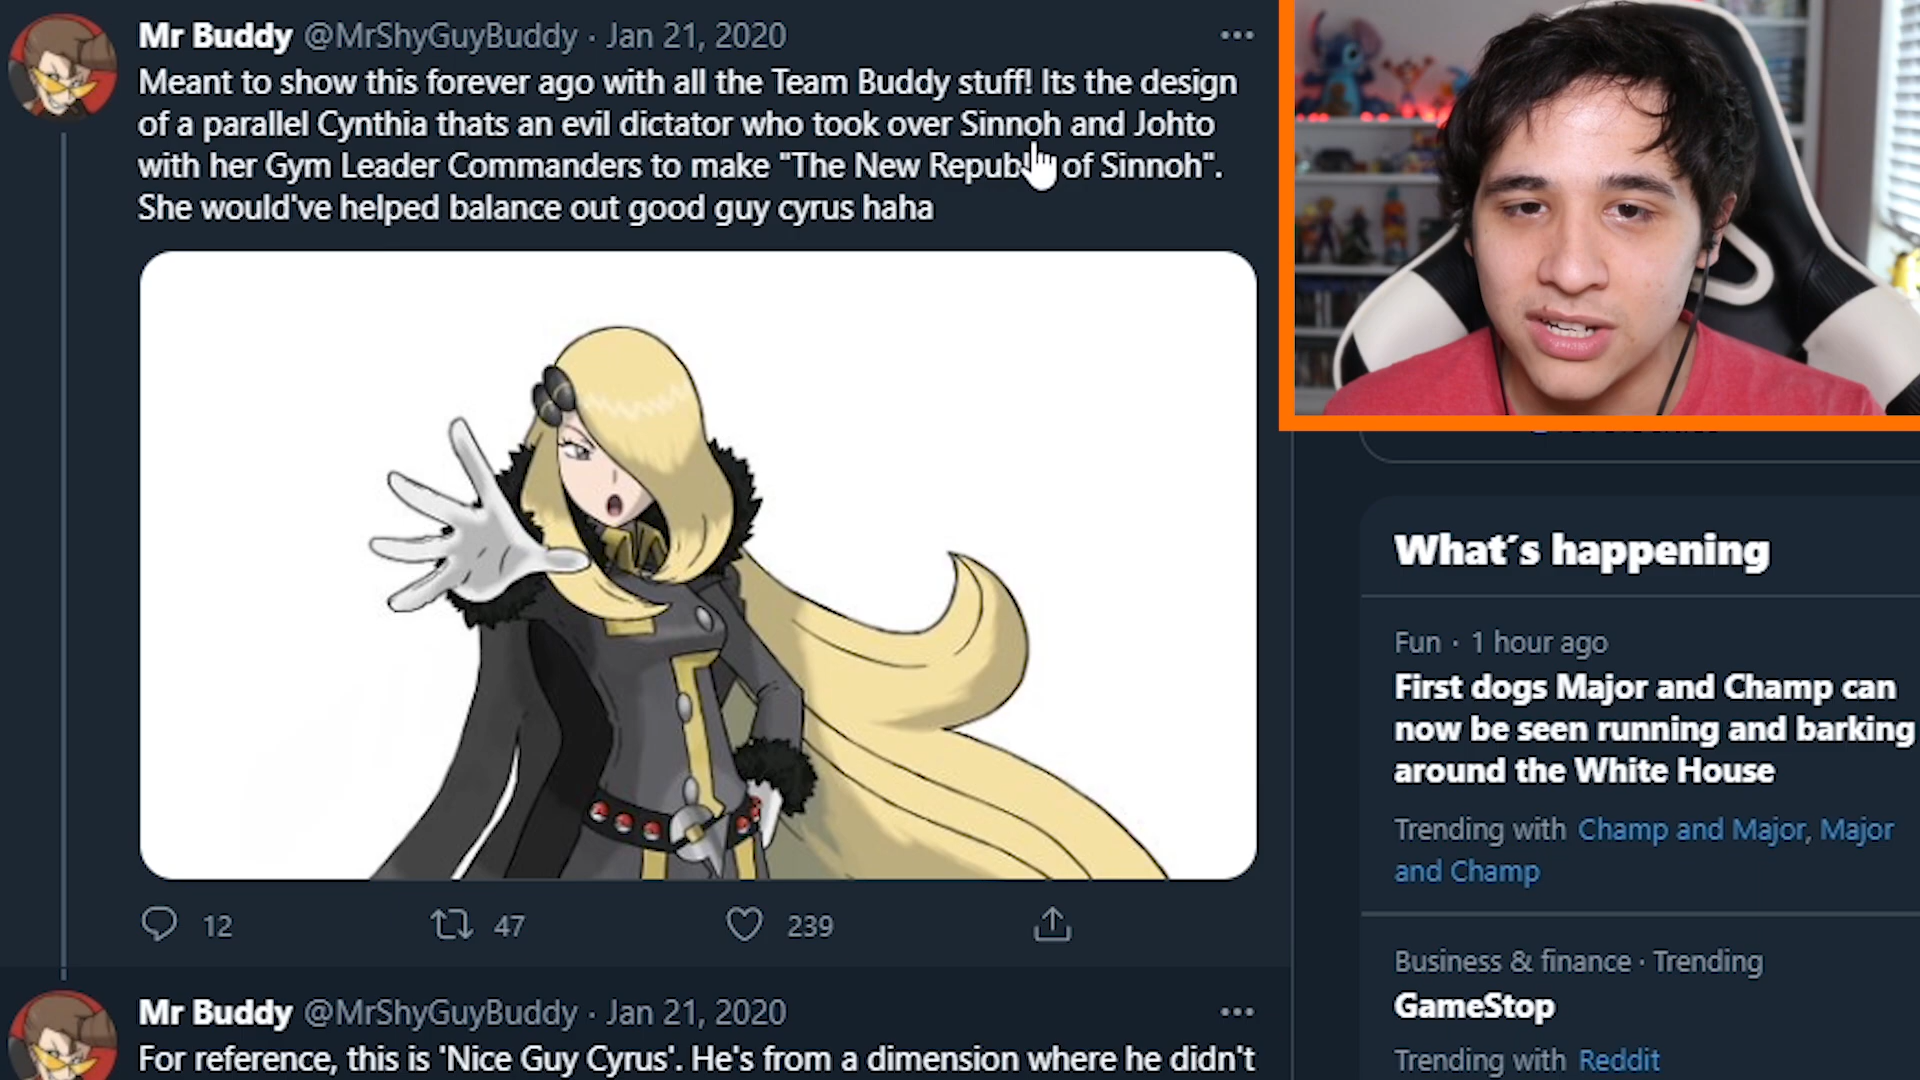 Mr Buddy @MrShyGuyBuddy · Jan 21, 2020
Meant to show this forever ago with all the Team Buddy stuff! Its the design
of a parallel Cynthia thats an evil dictator who took over Sinnoh and Johto
with her Gym Leader Commanders to make "The New of Sinnoh".
She would've helped balance out good guy cyrus haha
12 47 239
Mr Buddy @MrShyGuyBuddy · Jan 21, 2020
For reference, this is 'Nice Guy Cyrus'. He's from a dimension where he didn't
What´s happening
Fun · 1 hour ago
First dogs Major and Champ can
now be seen running and barking
around the White House
Trending with Champ and Major, Major
and Champ
Business & finance · Trending
GameStop
Trending with Reddit